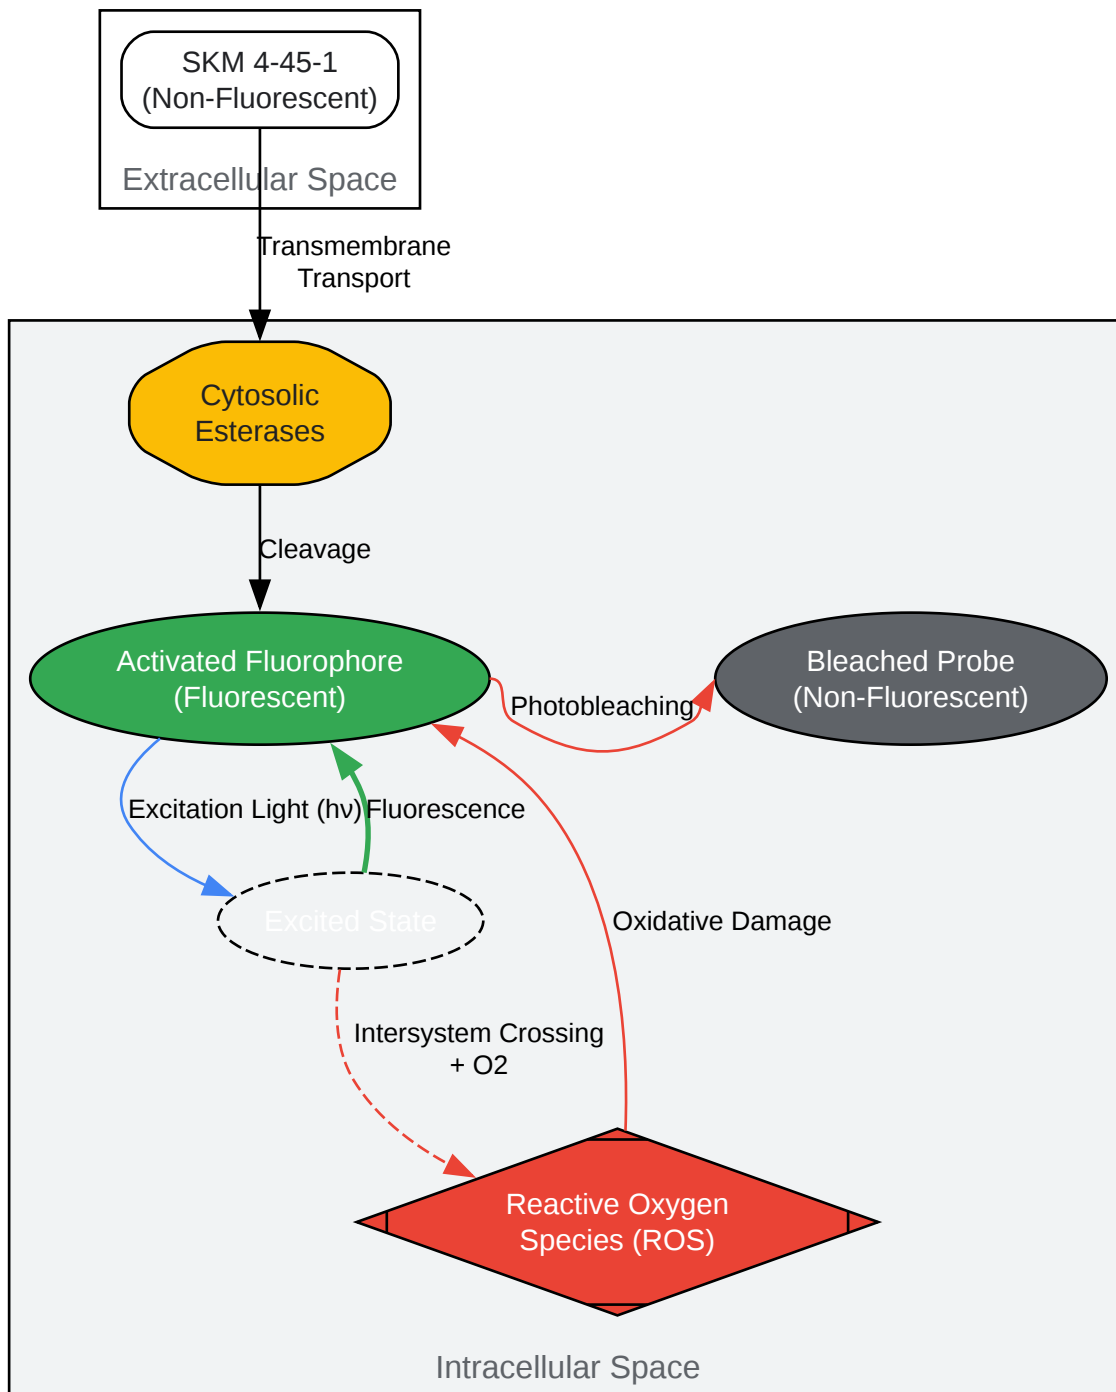 SKM 4-45-1
(Non-Fluorescent)
Extracellular Space
Transmembrane
Transport
Cytosolic
Esterases
Cleavage
Activated Fluorophore
(Fluorescent)
Photobleaching
Bleached Probe
(Non-Fluorescent)
Excitation Light (hν)
Fluorescence
Excited State
Oxidative Damage
Intersystem Crossing
+ O2
Reactive Oxygen
Species (ROS)
Intracellular Space